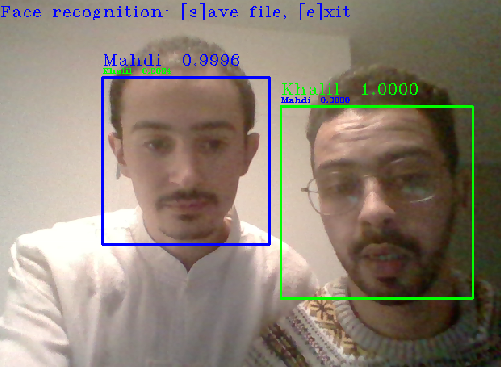 Face recognition: [s]ave file, [e]xit
Mahdi 0.9996
Khalil 1.0000
Mahdi 0.0000